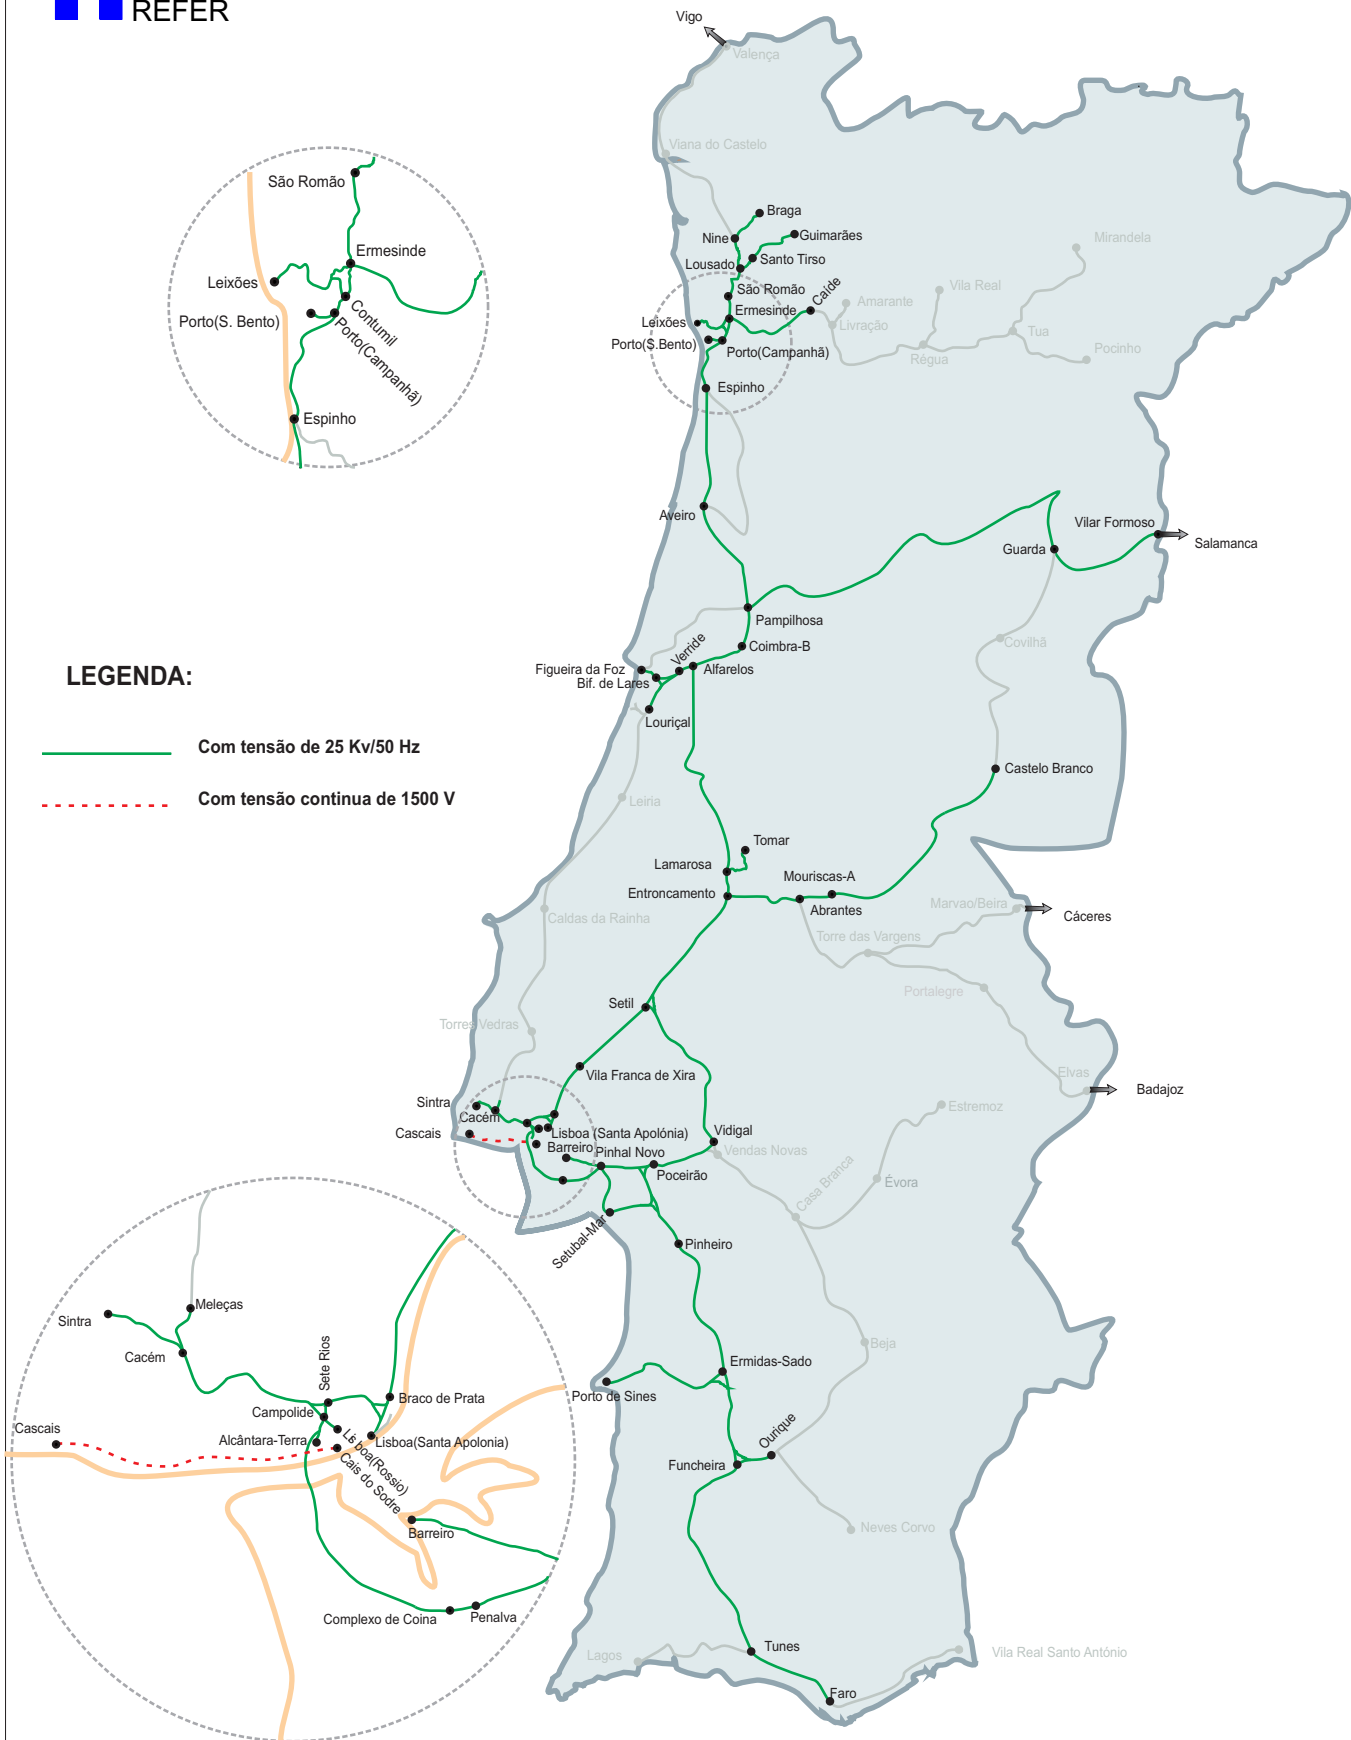 REFER
Vigo
Valença
Viana do Castelo
Braga
Guimarães
Nine
Santo Tirso
Lousado
São Romão
Ermesinde
Caíde
Leixões
Porto(S.Bento)
Porto(Campanhã)
Espinho
Amarante
Livração
Vila Real
Régua
Mirandela
Tua
Pocinho
São Romão
Ermesinde
Leixões
Contumil
Porto(S. Bento)
Porto(Campanhã)
Espinho
Aveiro
Vilar Formoso
Guarda
Salamanca
Pampilhosa
Coimbra-B
Covilhã
Verride
Figueira da Foz
Bif. de Lares
Alfarelos
Louriçal
LEGENDA:
Com tensão de 25 Kv/50 Hz
Com tensão continua de 1500 V
Castelo Branco
Leiria
Tomar
Lamarosa
Mouriscas-A
Entroncamento
Abrantes
Caldas da Rainha
Marvao/Beira
Cáceres
Torre das Vargens
Portalegre
Setil
Torres Vedras
Vila Franca de Xira
Elvas
Badajoz
Sintra
Cacém
Cascais
Lisboa (Santa Apolónia)
Barreiro
Pinhal Novo
Vidigal
Vendas Novas
Poceirão
Estremoz
Évora
Casa Branca
Setubal-Mar
Pinheiro
Sintra
Meleças
Cacém
Sete Rios
Campolide
Braco de Prata
Cascais
Alcântara-Terra
Lisboa(Santa Apolonia)
Lisboa(Rossio)
Cais do Sodre
Barreiro
Complexo de Coina
Penalva
Ermidas-Sado
Beja
Porto de Sines
Ourique
Funcheira
Neves Corvo
Tunes
Lagos
Vila Real Santo António
Faro